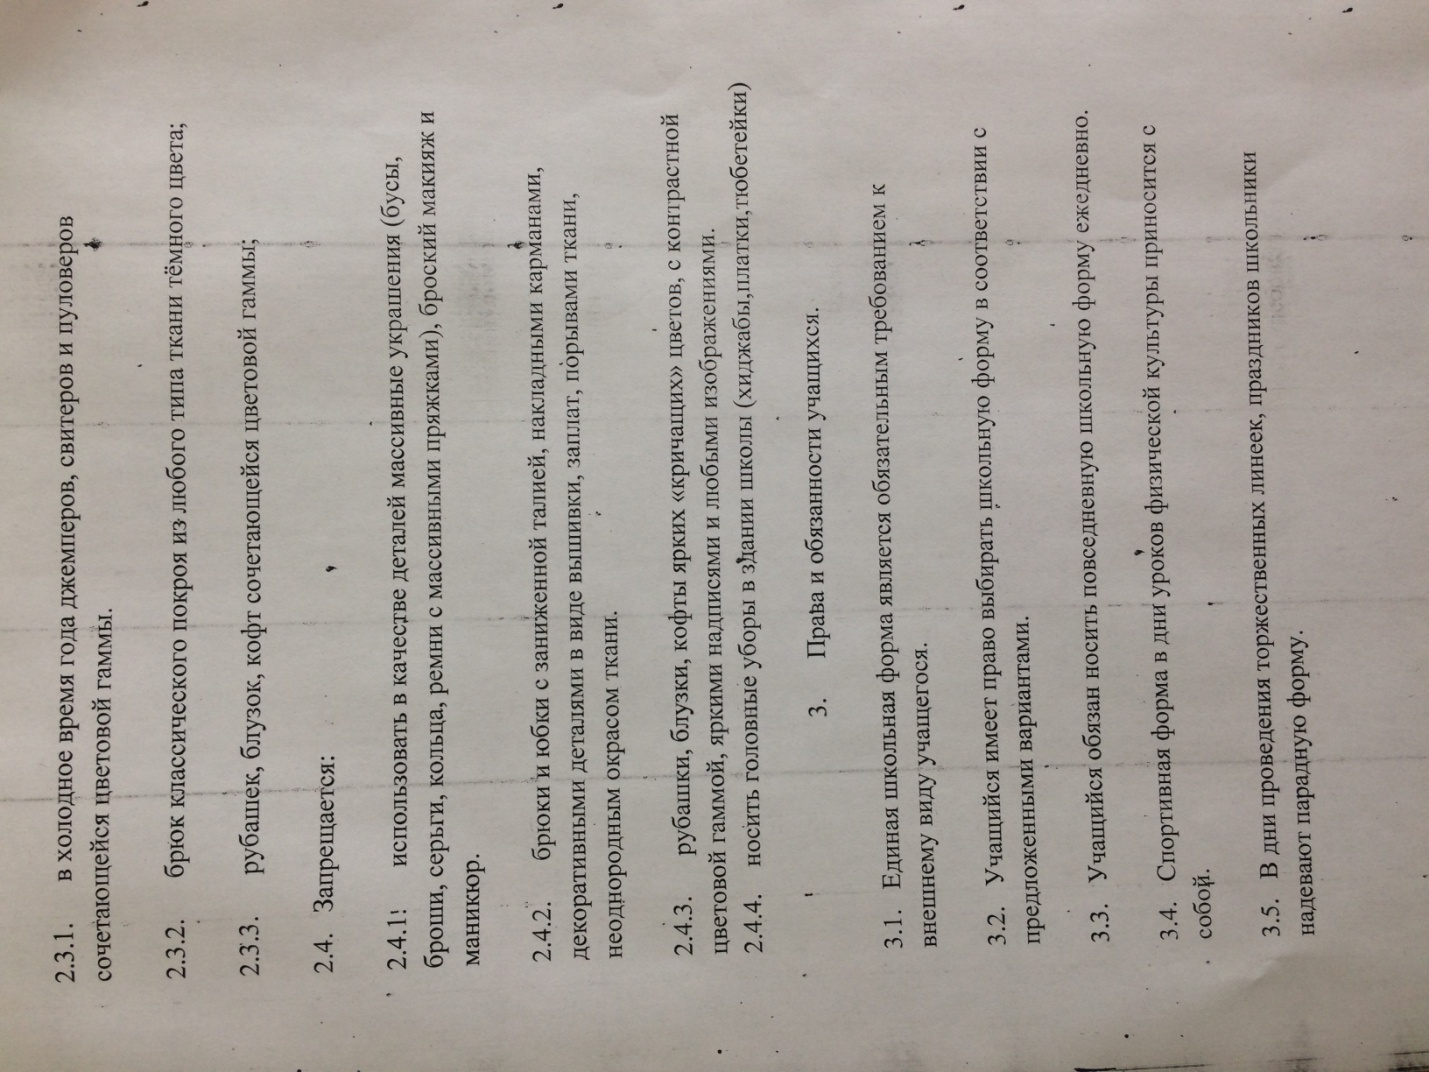 2.3.1. в холодное время года джемперов, свитеров и пуловеров
сочетающейся цветовой гаммы.
2.3.2. брюк классического покроя из любого типа ткани тёмного цвета;
2.3.3. рубашек, блузок, кофт сочетающейся цветовой гаммы;
2.4. Запрещается:
2.4.1. использовать в качестве деталей массивные украшения (бусы,
броши, серьги, кольца, ремни с массивными пряжками), броский макияж и
маникюр.
2.4.2. брюки и юбки с заниженной талией, накладными карманами,
декоративными деталями в виде вышивки, заплат, порывами ткани,
неоднородным окрасом ткани.
2.4.3. рубашки, блузки, кофты ярких «кричащих» цветов, с контрастной
цветовой гаммой, яркими надписями и любыми изображениями.
2.4.4. носить головные уборы в здании школы (хиджабы,платки,тюбетейки)
3. Права и обязанности учащихся.
3.1. Единая школьная форма является обязательным требованием к
внешнему виду учащегося.
3.2. Учащийся имеет право выбирать школьную форму в соответствии с
предложенными вариантами.
3.3. Учащийся обязан носить повседневную школьную форму ежедневно.
3.4. Спортивная форма в дни уроков физической культуры приносится с
собой.
3.5. В дни проведения торжественных линеек, праздников школьники
надевают парадную форму.